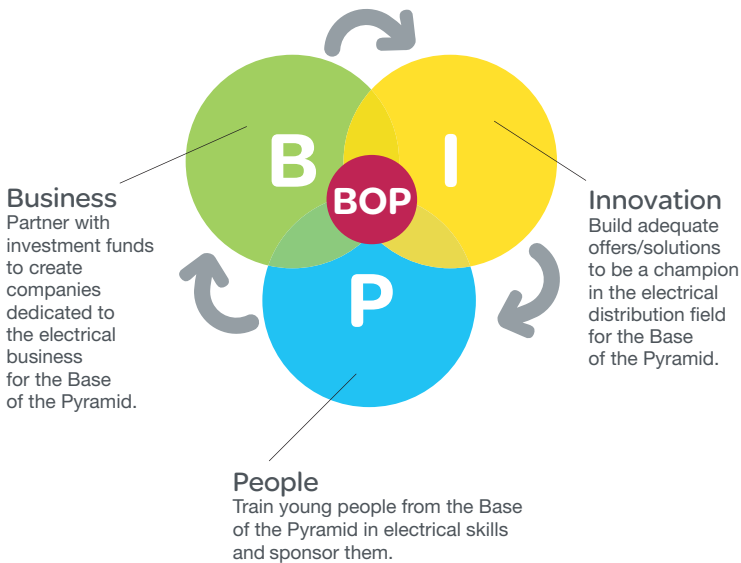 B
I
BOP
P
Business
Partner with
investment funds
to create
companies
dedicated to
the electrical
business
for the Base
of the Pyramid.
Innovation
Build adequate
offers/solutions
to be a champion
in the electrical
distribution field
for the Base
of the Pyramid.
People
Train young people from the Base
of the Pyramid in electrical skills
and sponsor them.